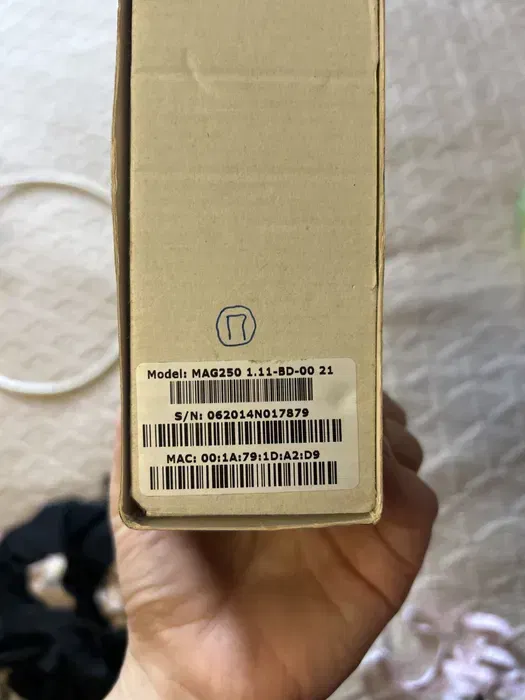 П
Model: MAG250 1.11-BD-00 21
S/N: 062014N017879
MAC: 00:1A:79:1D:A2:D9